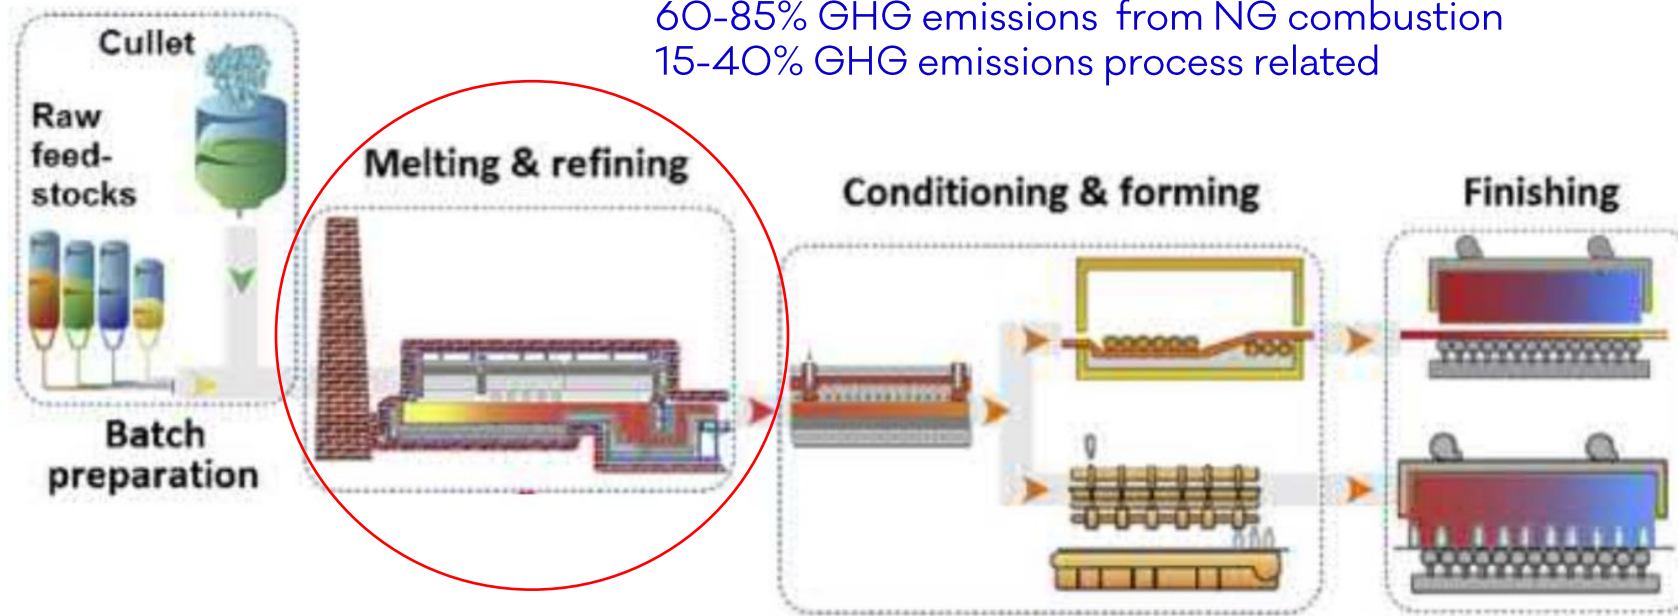 60-85% GHG emissions from NG combustion
15-40% GHG emissions process related
Cullet
Raw
feed-
stocks
Batch
preparation
Melting & refining
Conditioning & forming
Finishing